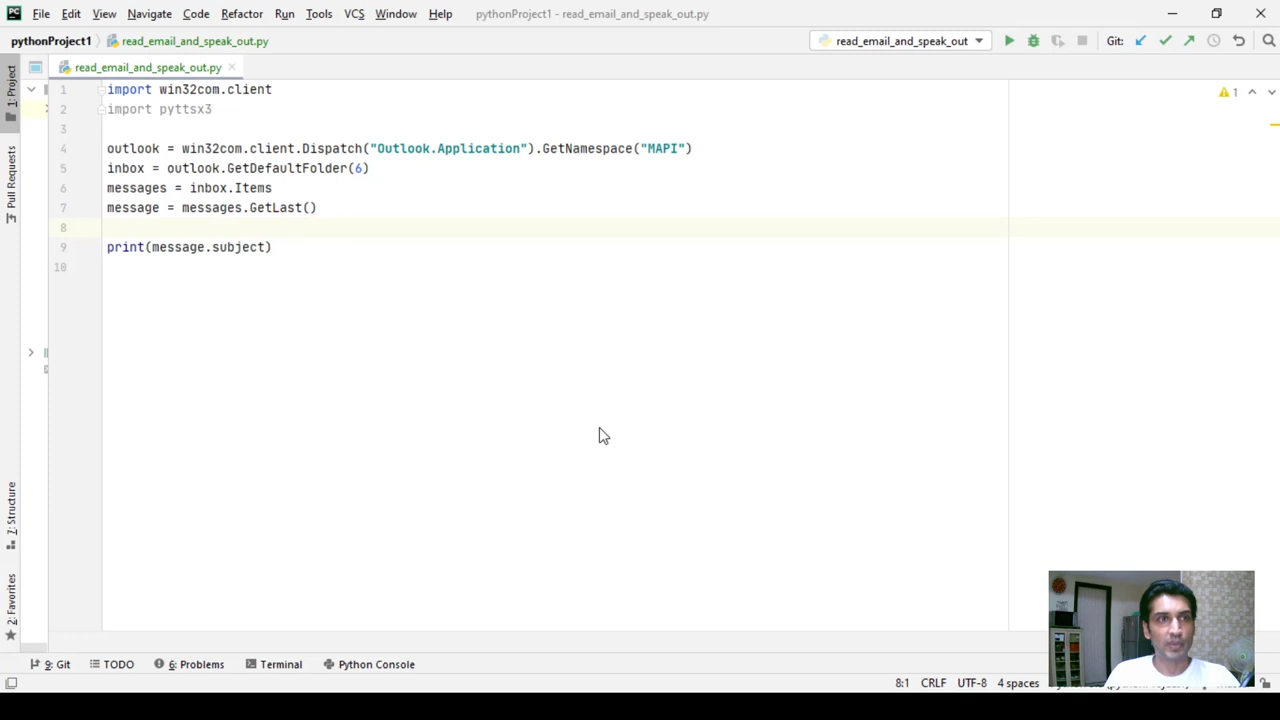 PC File Edit View Navigate Code Refactor Run Tools VCS Window Help pythonProject1 - read_email_and_speak_out.py
pythonProject1 read_email_and_speak_out.py read_email_and_speak_out Git:
1: Project
Pull Requests
7: Structure
2: Favorites
read_email_and_speak_out.py
1 import win32com.client
2 import pyttsx3
3
4 outlook = win32com.client.Dispatch("Outlook.Application").GetNamespace("MAPI")
5 inbox = outlook.GetDefaultFolder(6)
6 messages = inbox.Items
7 message = messages.GetLast()
8
9 print(message.subject)
10
1
9: Git TODO 6: Problems Terminal Python Console
8:1 CRLF UTF-8 4 spaces